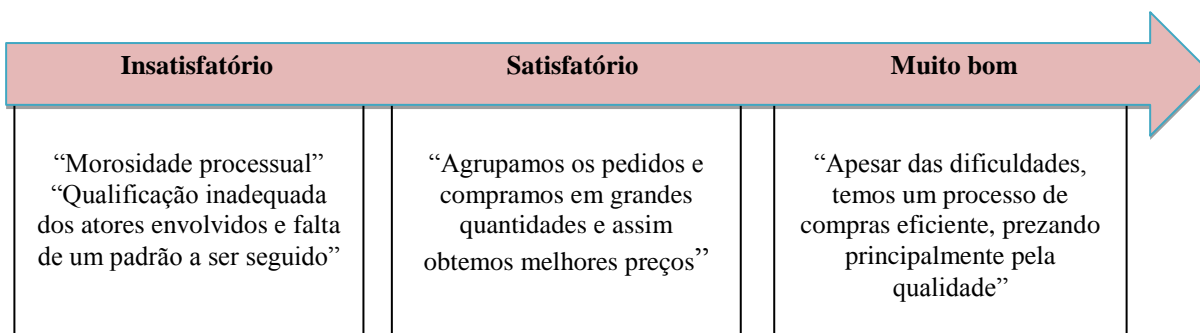 Insatisfatório
Satisfatório
Muito bom
“Morosidade processual”
“Qualificação inadequada
dos atores envolvidos e falta
de um padrão a ser seguido”
“Agrupamos os pedidos e
compramos em grandes
quantidades e assim
obtemos melhores preços”
“Apesar das dificuldades,
temos um processo de
compras eficiente, prezando
principalmente pela
qualidade”